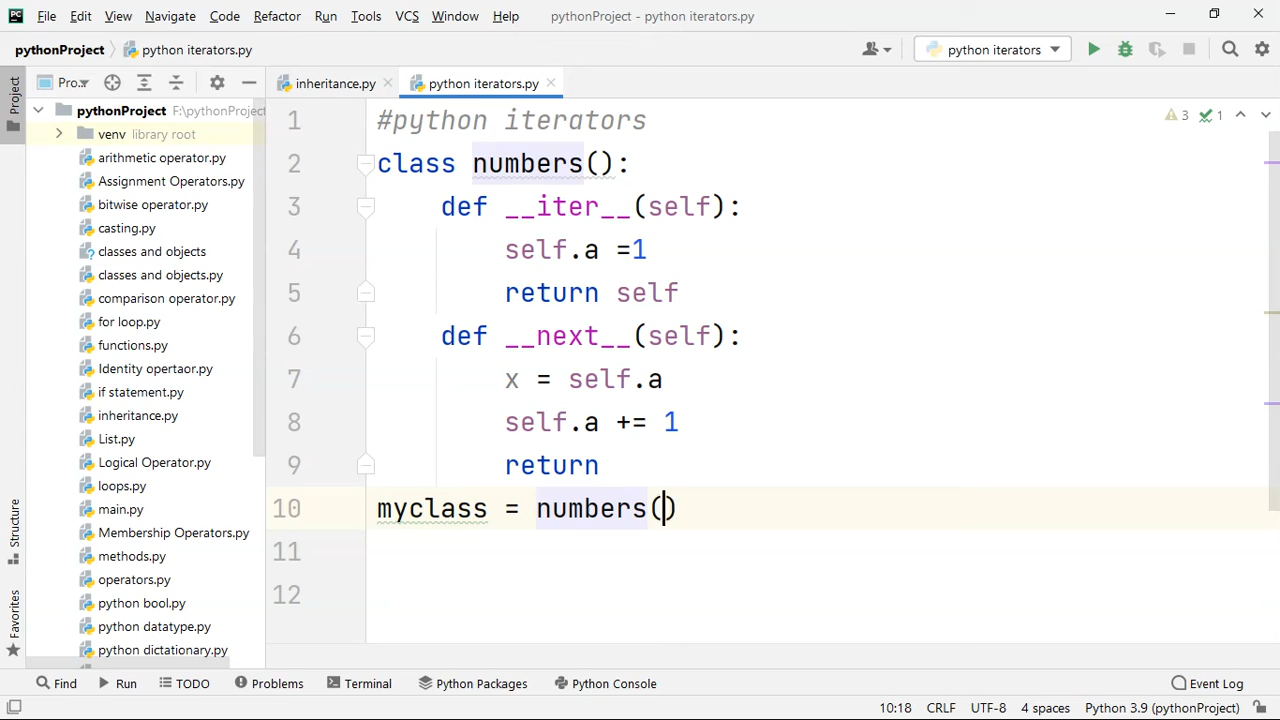 PC File Edit View Navigate Code Refactor Run Tools VCS Window Help pythonProject - python iterators.py
pythonProject python iterators.py python iterators
Project Pro... inheritance.py python iterators.py
pythonProject F:\pythonProject
venv library root
arithmetic operator.py
Assignment Operators.py
bitwise operator.py
casting.py
classes and objects
classes and objects.py
comparison operator.py
for loop.py
functions.py
Identity opertaor.py
if statement.py
inheritance.py
List.py
Logical Operator.py
loops.py
main.py
Membership Operators.py
methods.py
operators.py
python bool.py
python datatype.py
python dictationary.py
Structure
Favorites
1 #python iterators
2 class numbers():
3 def __iter__(self):
4 self.a =1
5 return self
6 def __next__(self):
7 x = self.a
8 self.a += 1
9 return
10 myclass = numbers()
11
12
3 1
Find Run TODO Problems Terminal Python Packages Python Console Event Log
10:18 CRLF UTF-8 4 spaces Python 3.9 (pythonProject)